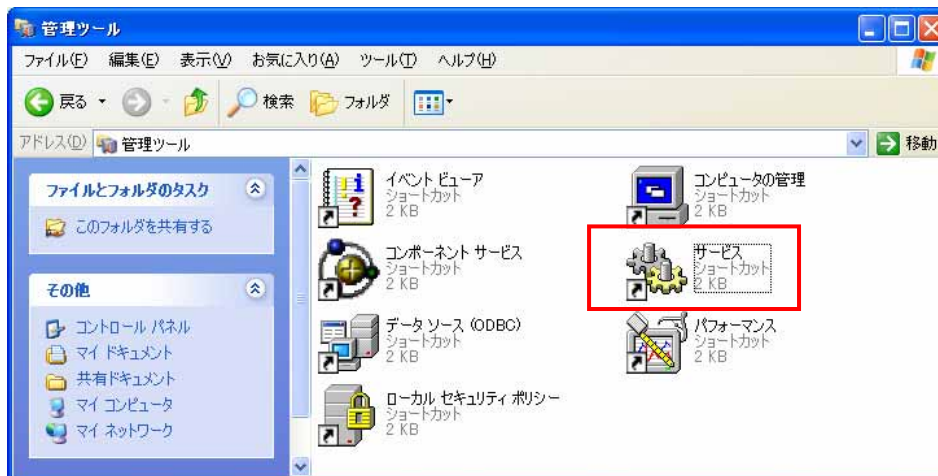 管理ツール
ファイル(F) 編集(E) 表示(V) お気に入り(A) ツール(T) ヘルプ(H)
戻る 検索 フォルダ
アドレス(D) 管理ツール 移動
ファイルとフォルダのタスク
このフォルダを共有する
その他
コントロール パネル
マイ ドキュメント
共有ドキュメント
マイ コンピュータ
マイ ネットワーク
イベント ビューア
ショートカット
2 KB
コンピュータの管理
ショートカット
2 KB
コンポーネント サービス
ショートカット
2 KB
サービス
ショートカット
2 KB
データ ソース (ODBC)
ショートカット
2 KB
パフォーマンス
ショートカット
2 KB
ローカル セキュリティ ポリシー
ショートカット
2 KB